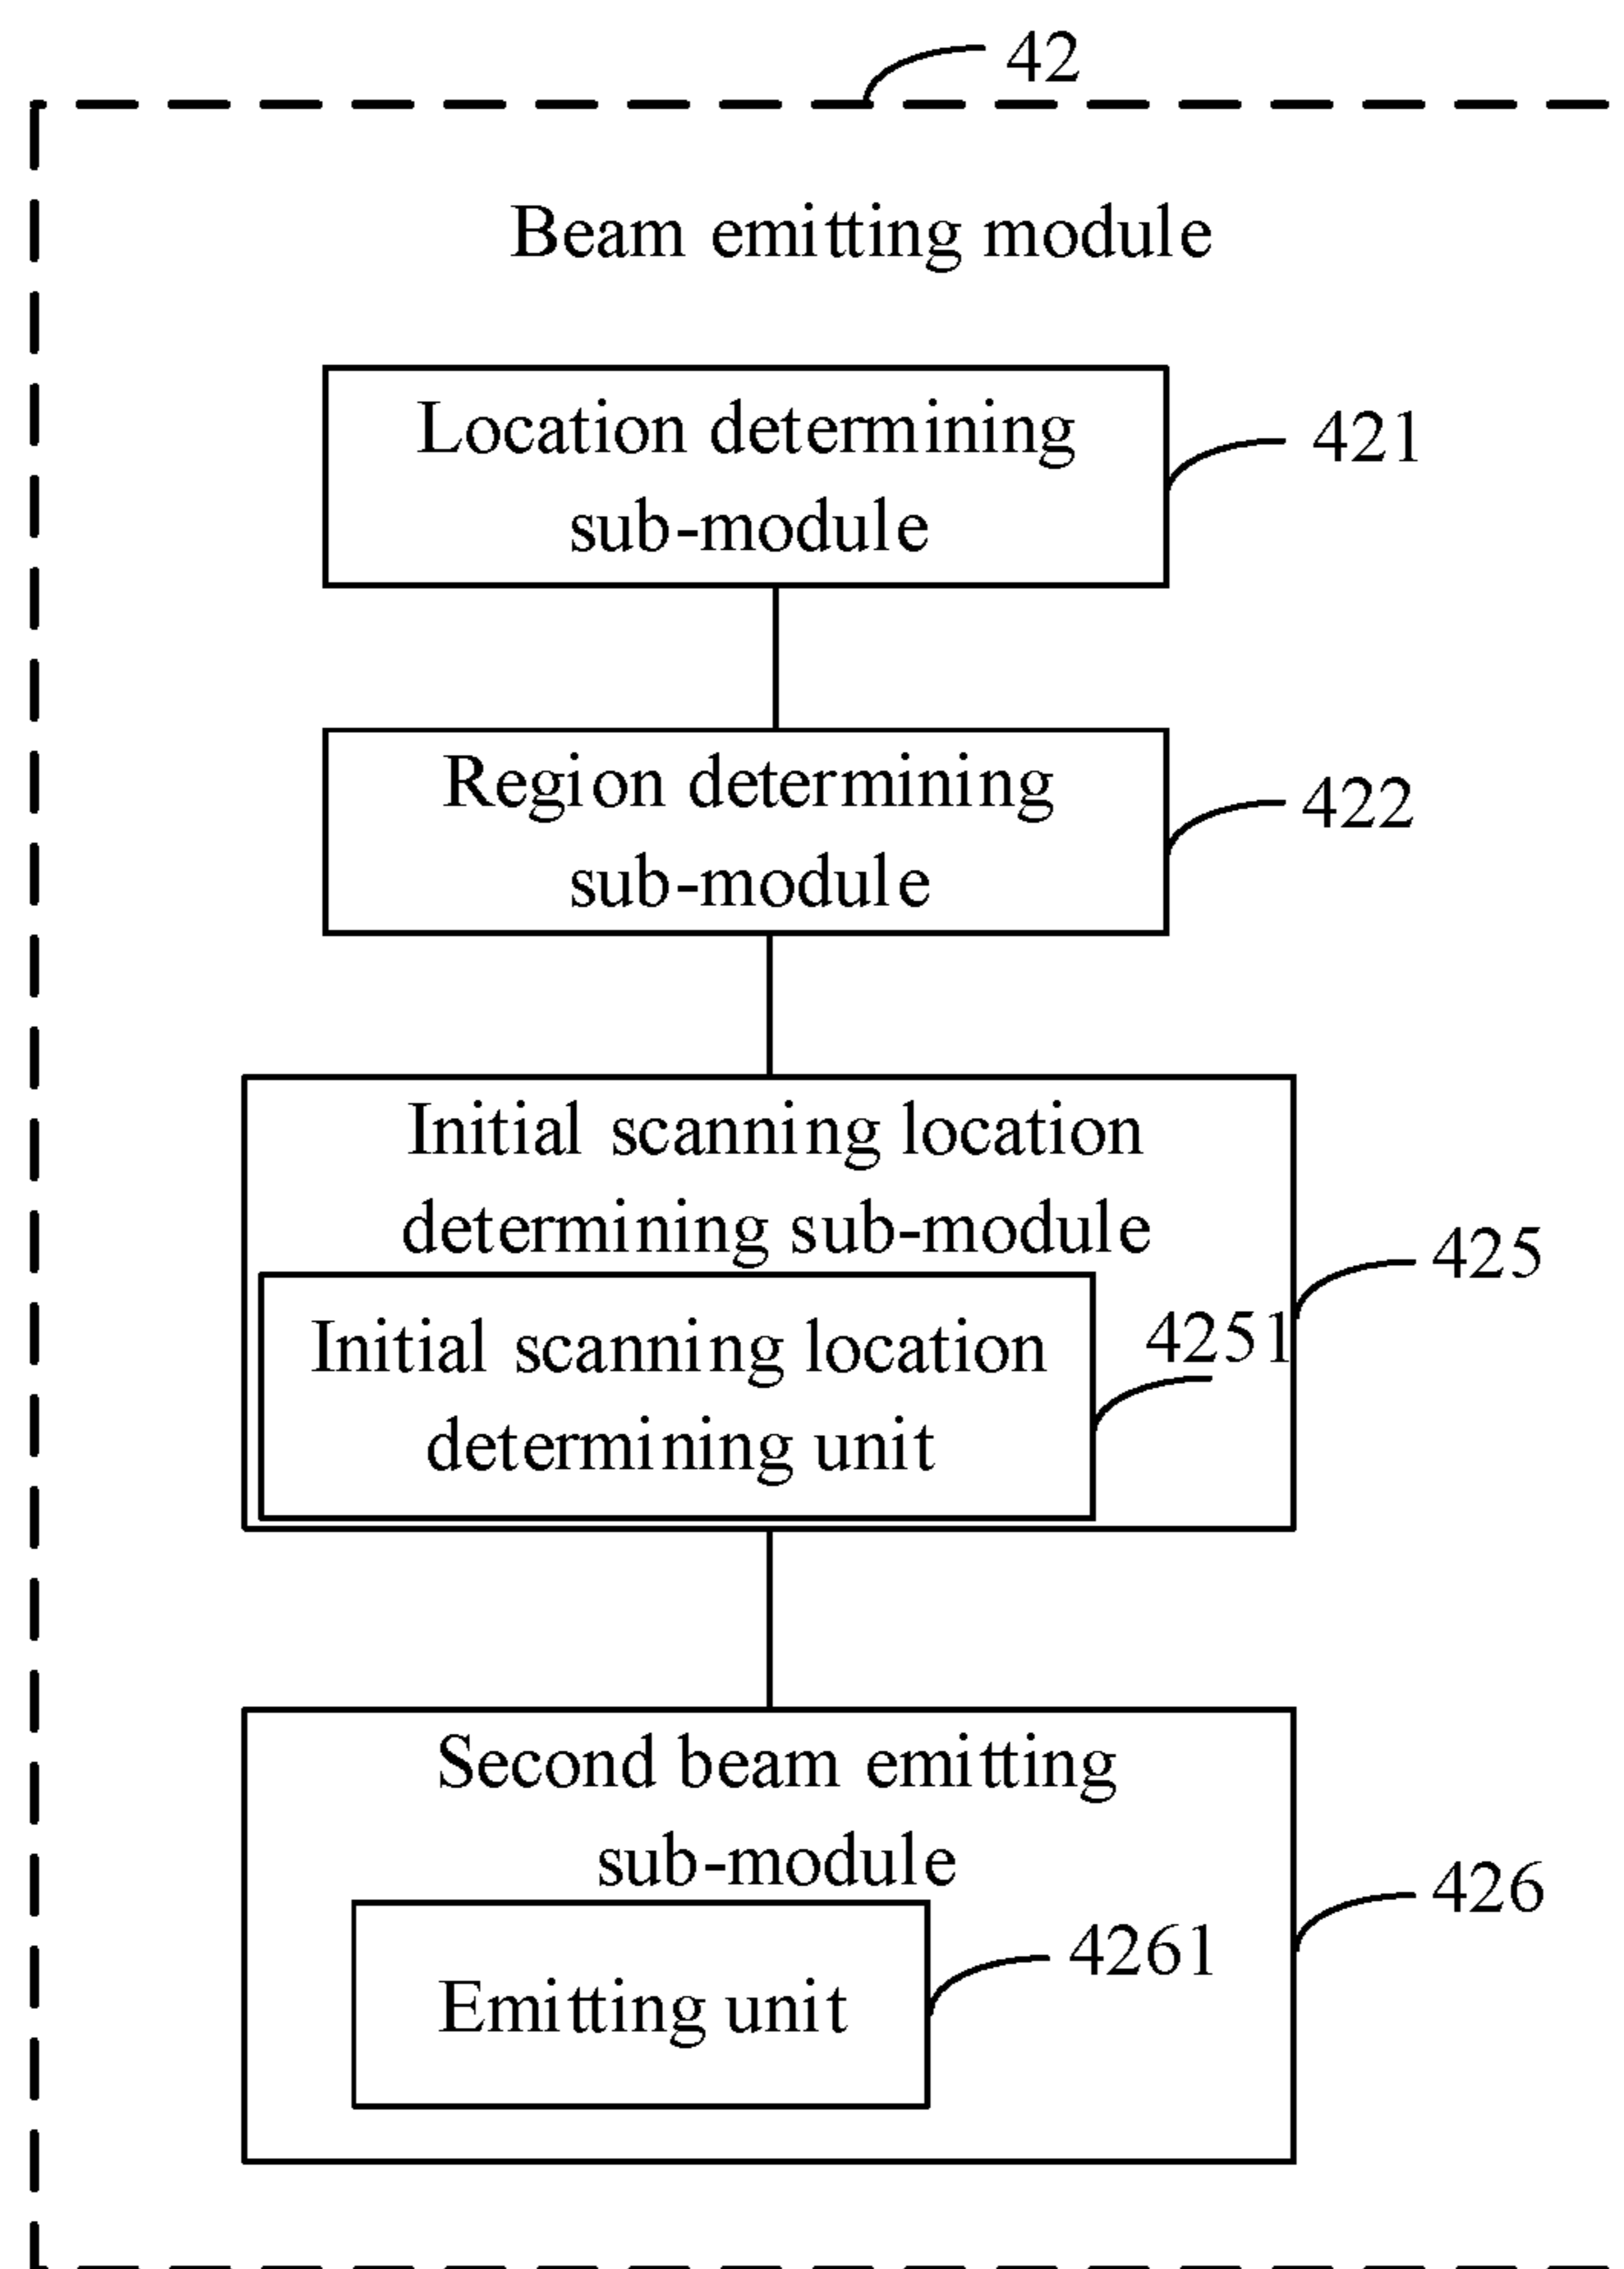 42
Beam emitting module
Location determining
sub-module
421
Region determining
sub-module
422
Initial scanning location
determining sub-module
425
Initial scanning location
determining unit
4251
Second beam emitting
sub-module
426
Emitting unit
4261